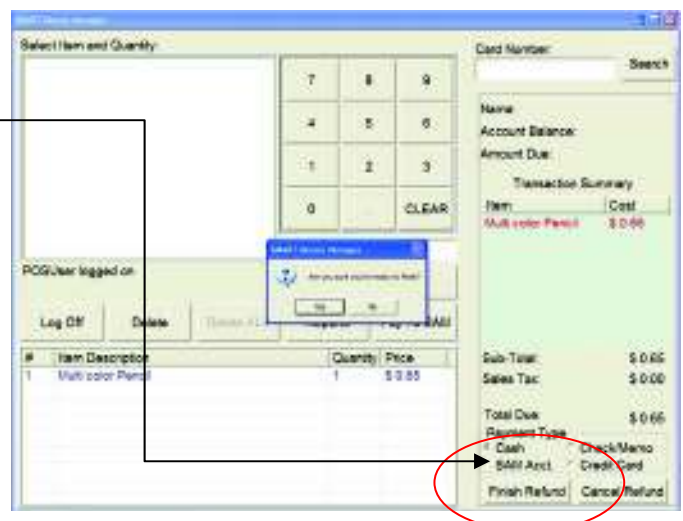 Select Item and Quantity:
7 8 9
4 5 6
1 2 3
0 . CLEAR
POSUser logged on
Log Off Delete
# Item Description Quantity Price
1 Multi color Pencil 1 $ 0.65
Card Number:
Search
Name
Account Balance:
Amount Due:
Transaction Summary
Item Cost
Multi color Pencil $ 0.65
Sub-Total: $ 0.65
Sales Tax: $ 0.00
Total Due: $ 0.65
Payment Type
Cash Check/Memo
BAM Acct. Credit Card
Finish Refund Cancel Refund